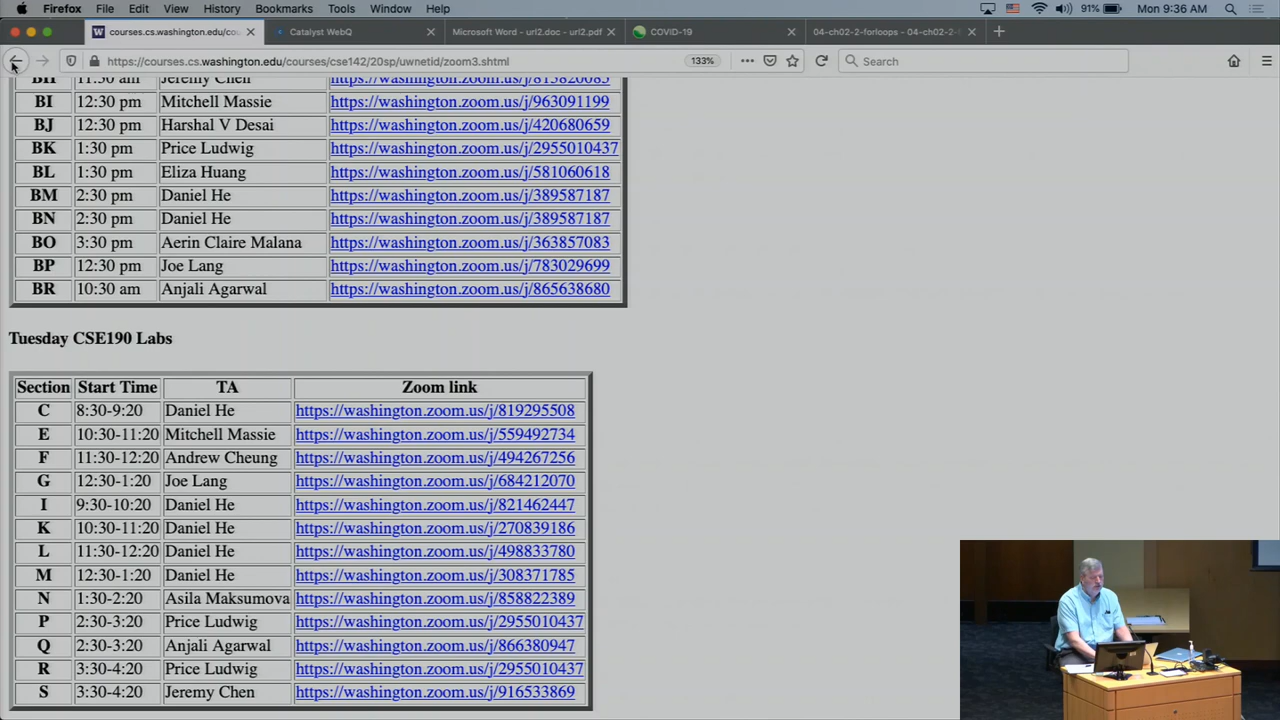 Firefox File Edit View History Bookmarks Tools Window Help 91% Mon 9:36 AM
courses.cs.washington.edu/cou Catalyst WebQ Microsoft Word - url2.doc - url2.pdf COVID-19 04-ch02-2-forloops - 04-ch02-2-f
https://courses.cs.washington.edu/courses/cse142/20sp/uwnetid/zoom3.shtml 133% Search
BH 11:30 am Jeremy Chen https://washington.zoom.us/j/815820085
BI 12:30 pm Mitchell Massie https://washington.zoom.us/j/963091199
BJ 12:30 pm Harshal V Desai https://washington.zoom.us/j/420680659
BK 1:30 pm Price Ludwig https://washington.zoom.us/j/2955010437
BL 1:30 pm Eliza Huang https://washington.zoom.us/j/581060618
BM 2:30 pm Daniel He https://washington.zoom.us/j/389587187
BN 2:30 pm Daniel He https://washington.zoom.us/j/389587187
BO 3:30 pm Aerin Claire Malana https://washington.zoom.us/j/363857083
BP 12:30 pm Joe Lang https://washington.zoom.us/j/783029699
BR 10:30 am Anjali Agarwal https://washington.zoom.us/j/865638680
Tuesday CSE190 Labs
Section Start Time TA Zoom link
C 8:30-9:20 Daniel He https://washington.zoom.us/j/819295508
E 10:30-11:20 Mitchell Massie https://washington.zoom.us/j/559492734
F 11:30-12:20 Andrew Cheung https://washington.zoom.us/j/494267256
G 12:30-1:20 Joe Lang https://washington.zoom.us/j/684212070
I 9:30-10:20 Daniel He https://washington.zoom.us/j/821462447
K 10:30-11:20 Daniel He https://washington.zoom.us/j/270839186
L 11:30-12:20 Daniel He https://washington.zoom.us/j/498833780
M 12:30-1:20 Daniel He https://washington.zoom.us/j/308371785
N 1:30-2:20 Asila Maksumova https://washington.zoom.us/j/858822389
P 2:30-3:20 Price Ludwig https://washington.zoom.us/j/2955010437
Q 2:30-3:20 Anjali Agarwal https://washington.zoom.us/j/866380947
R 3:30-4:20 Price Ludwig https://washington.zoom.us/j/2955010437
S 3:30-4:20 Jeremy Chen https://washington.zoom.us/j/916533869